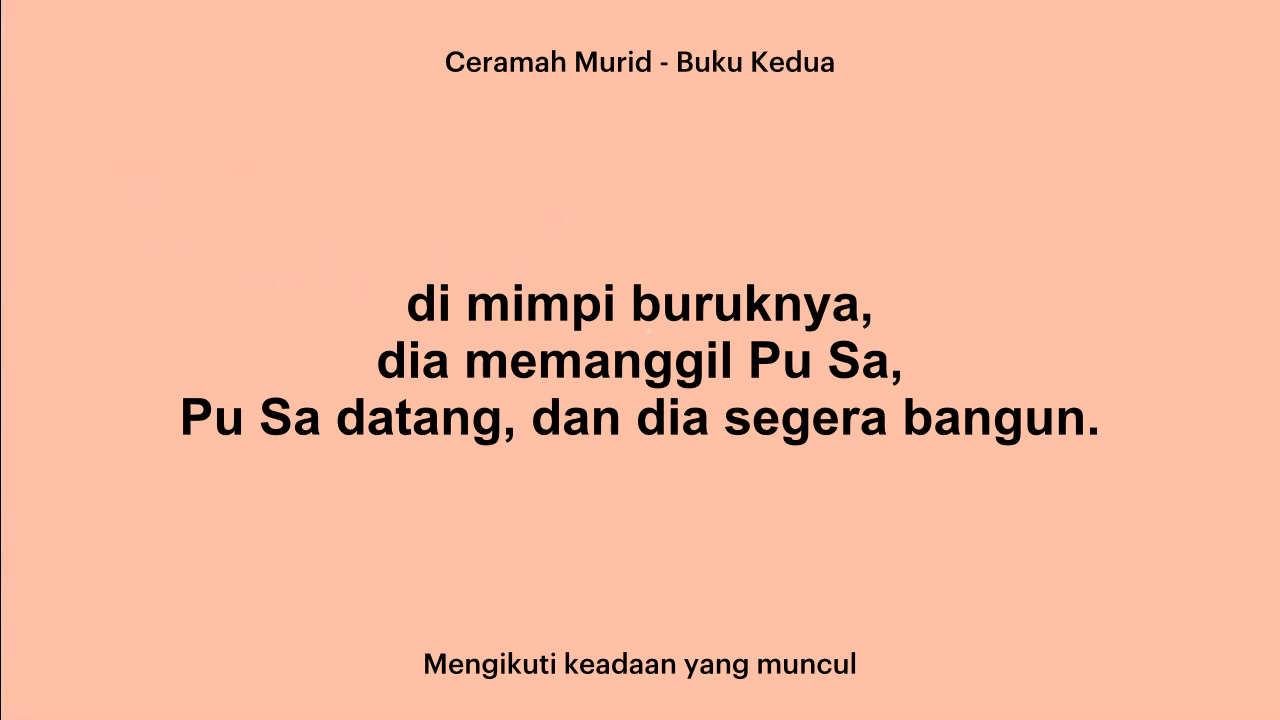 Ceramah Murid - Buku Kedua
di mimpi buruknya,
dia memanggil Pu Sa,
Pu Sa datang, dan dia segera bangun.
Mengikuti keadaan yang muncul